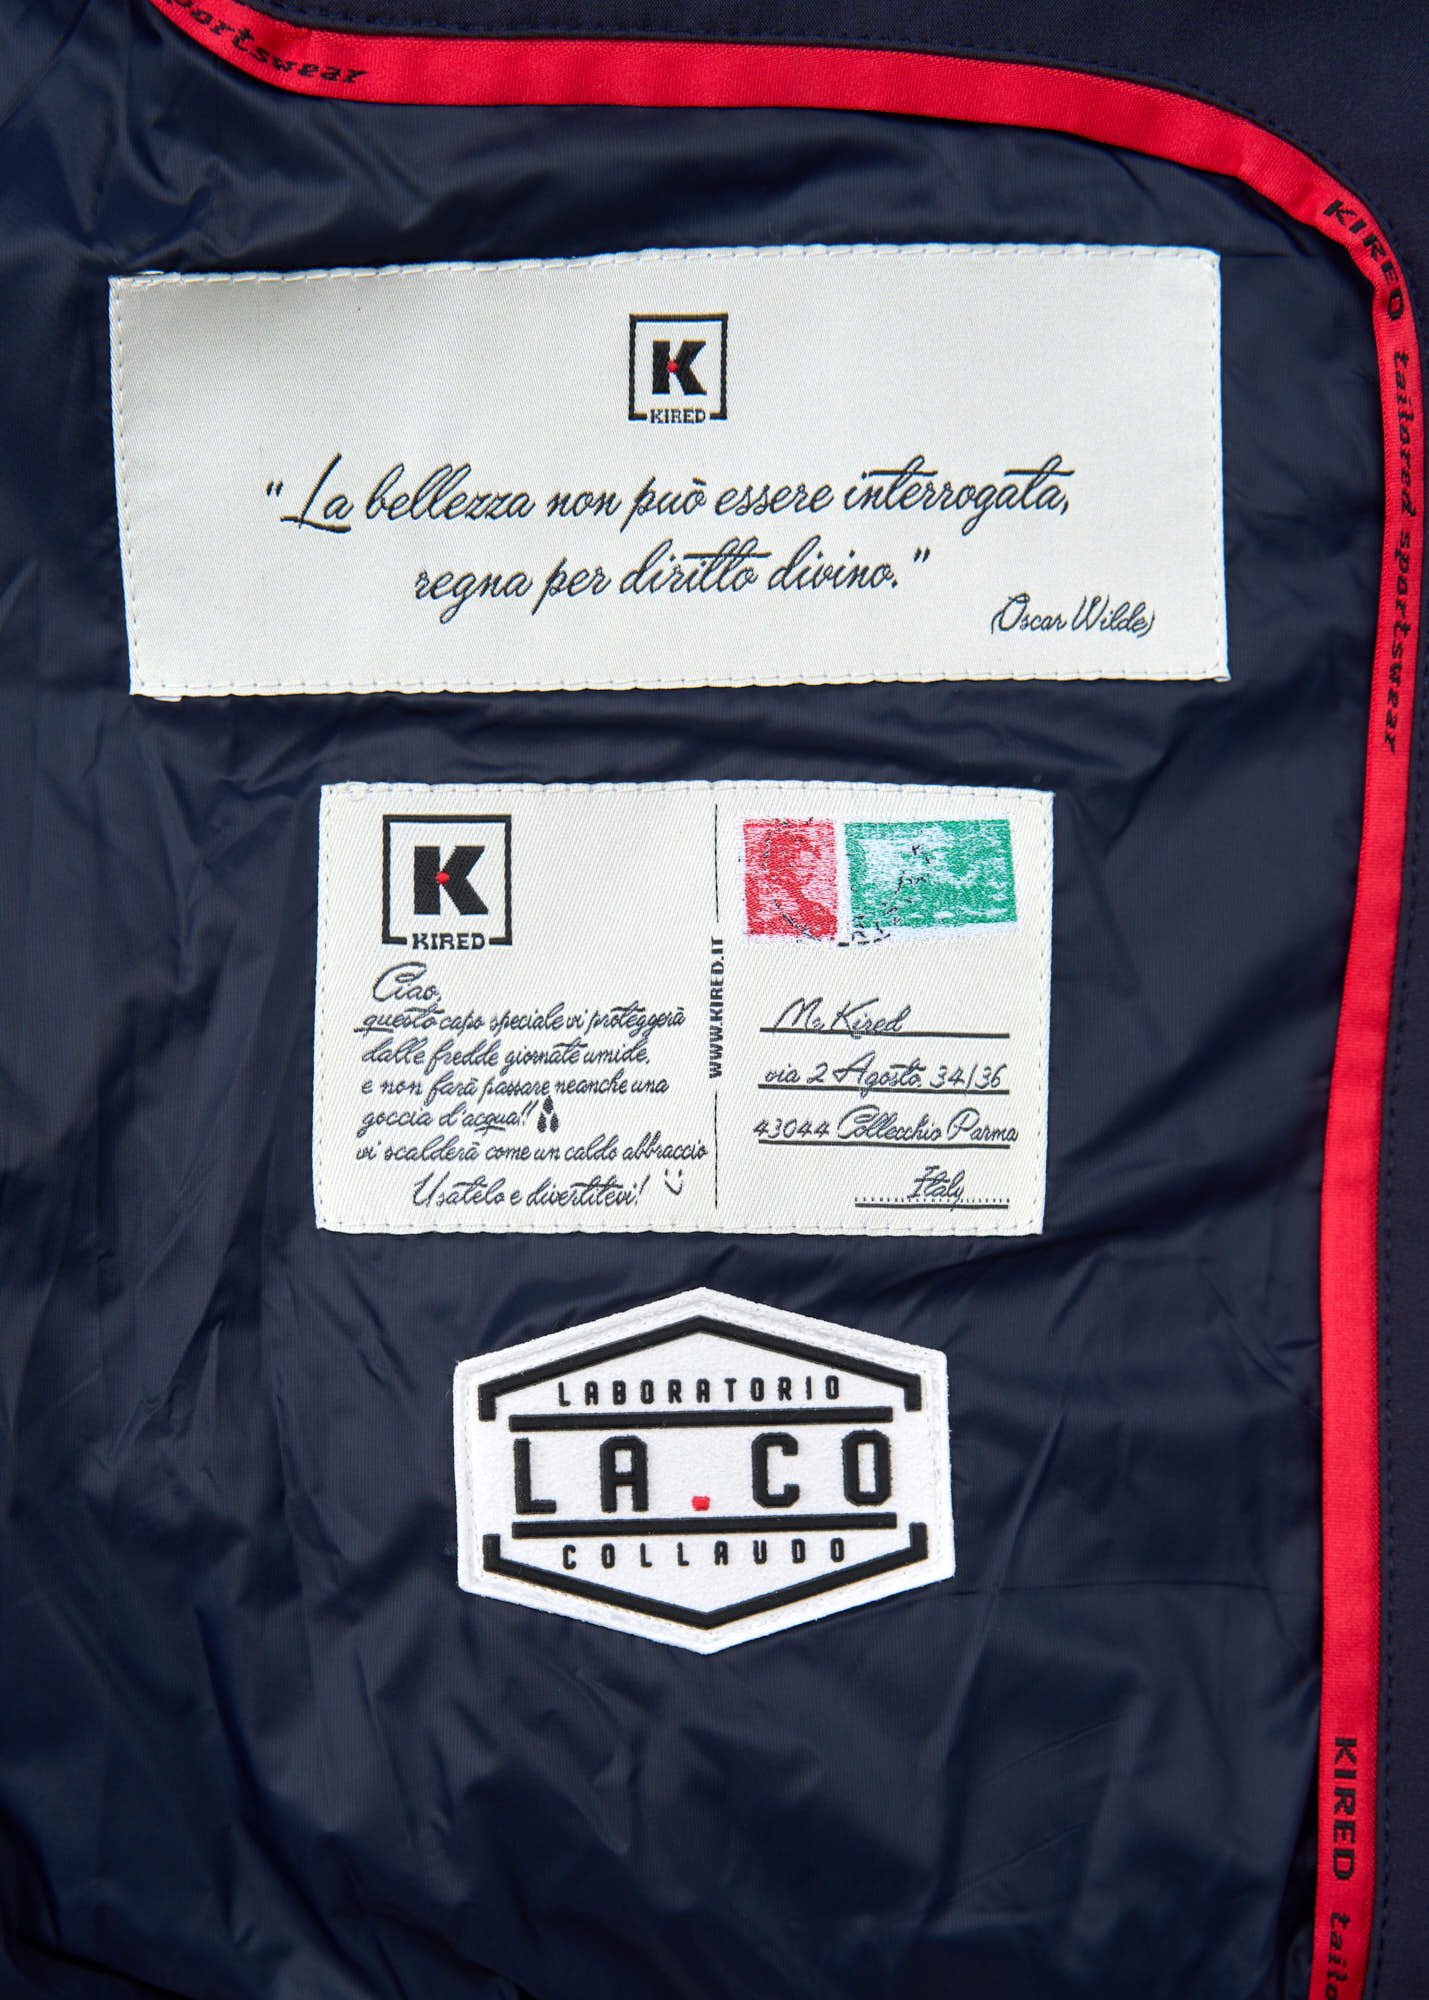 sportswear
KIRED tailored sportswear
K
KIRED
"La bellezza non può essere interrogata,
regna per diritto divino."
(Oscar Wilde)
K
KIRED
Ciao,
questo capo speciale vi proteggerà
dalle fredde giornate umide,
e non farà passare neanche una
goccia d'acqua!!
vi scalderà come un caldo abbraccio
Usatelo e divertitevi!
WWW.KIRED.IT
Mr Kired
via 2 Agosto, 34/36
43044 Collecchio Parma
Italy
LABORATORIO
LA.CO
COLLAUDO
KIRED tailo